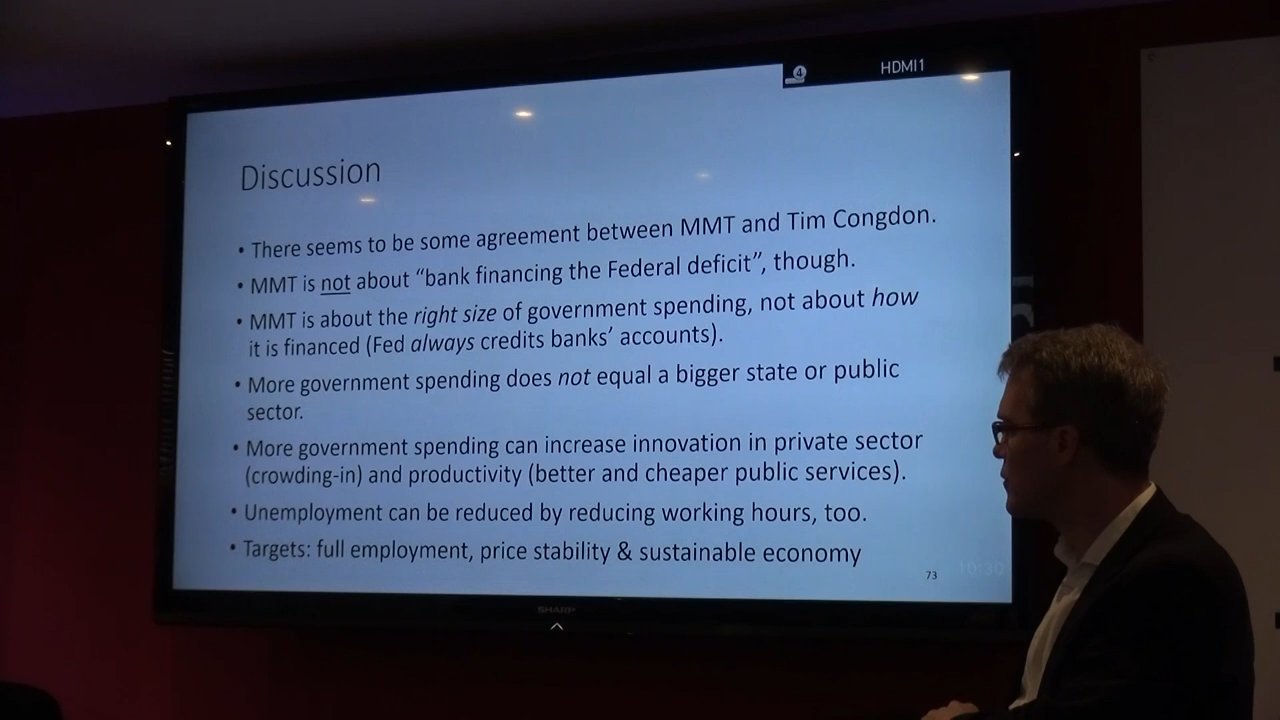 4
HDMI1
Discussion
• There seems to be some agreement between MMT and Tim Congdon.
• MMT is not about “bank financing the Federal deficit”, though.
• MMT is about the right size of government spending, not about how
it is financed (Fed always credits banks’ accounts).
• More government spending does not equal a bigger state or public
sector.
• More government spending can increase innovation in private sector
(crowding-in) and productivity (better and cheaper public services).
• Unemployment can be reduced by reducing working hours, too.
• Targets: full employment, price stability & sustainable economy
73
SHARP